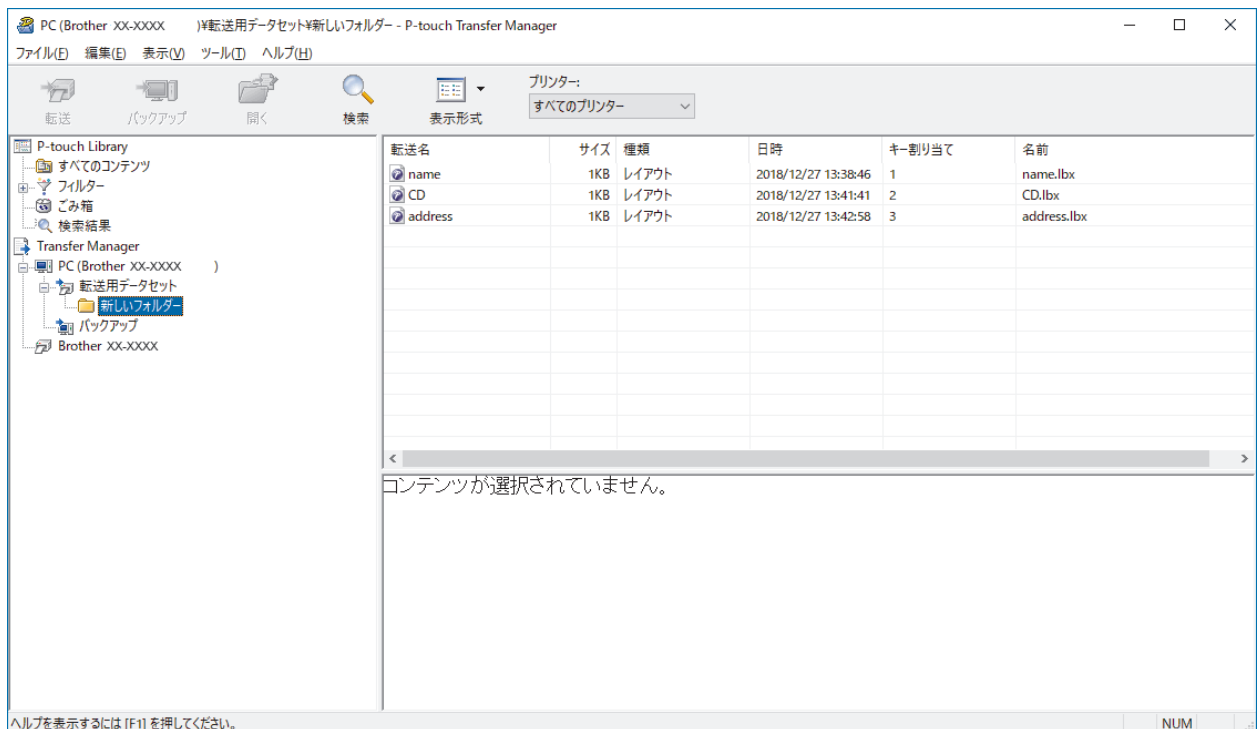 PC (Brother XX-XXXX )¥転送用データセット¥新しいフォルダー - P-touch Transfer Manager
ファイル(F) 編集(E) 表示(V) ツール(T) ヘルプ(H)
転送 バックアップ 開く 検索 表示形式
プリンター:
すべてのプリンター
P-touch Library
すべてのコンテンツ
フィルター
ごみ箱
検索結果
Transfer Manager
PC (Brother XX-XXXX )
転送用データセット
新しいフォルダー
バックアップ
Brother XX-XXXX
転送名 サイズ 種類 日時 キー割り当て 名前
name 1KB レイアウト 2018/12/27 13:38:46 1 name.lbx
CD 1KB レイアウト 2018/12/27 13:41:41 2 CD.lbx
address 1KB レイアウト 2018/12/27 13:42:58 3 address.lbx
コンテンツが選択されていません。
ヘルプを表示するには [F1] を押してください。
NUM